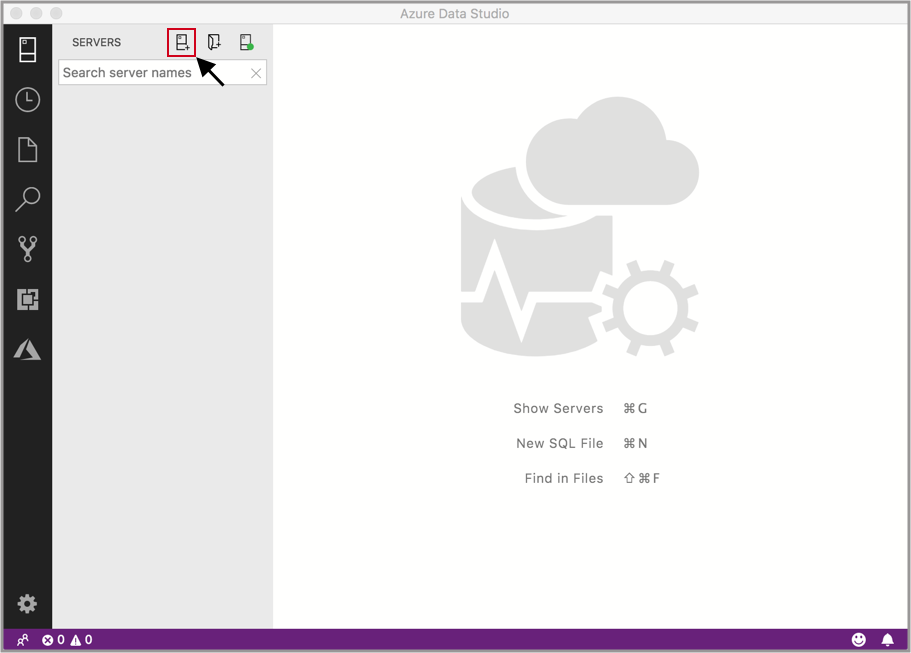 Azure Data Studio
SERVERS
Search server names
Show Servers ⌘G
New SQL File ⌘N
Find in Files ⇧⌘F
0 0